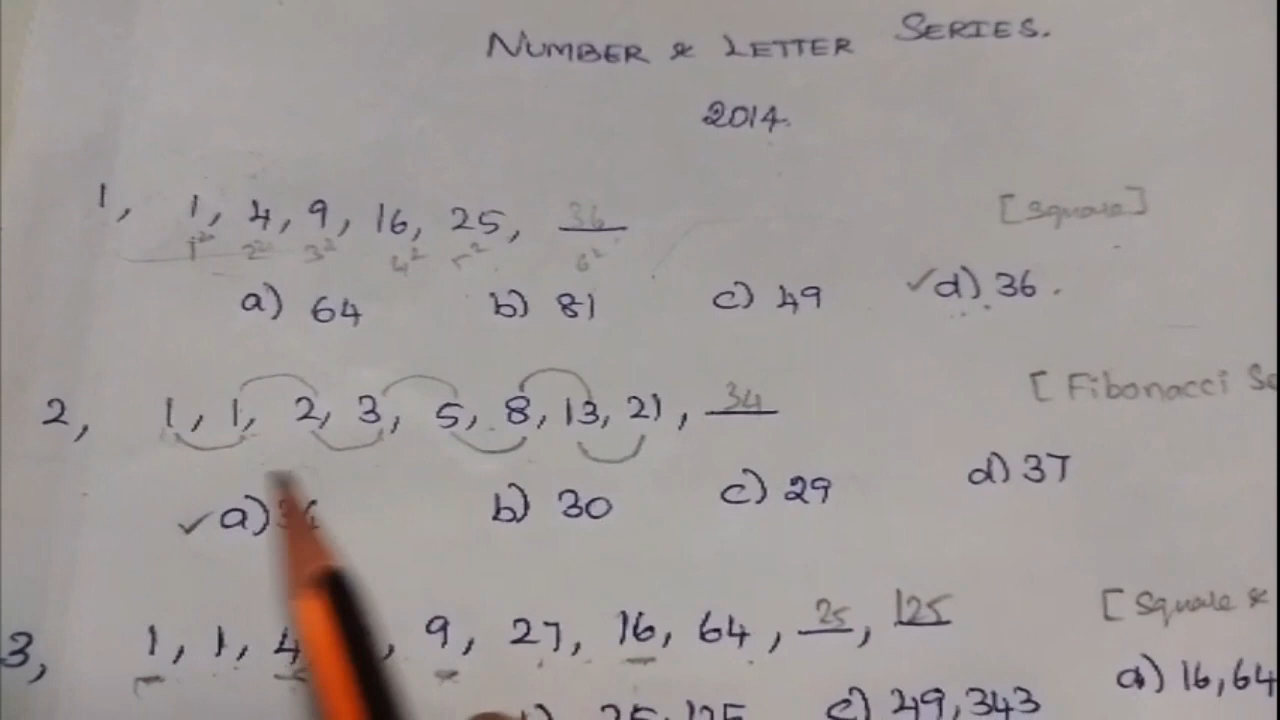 NUMBER & LETTER SERIES.
2014.
1, 1, 4, 9, 16, 25, 36 [Square]
1² 2² 3² 4² 5² 6²
a) 64 b) 81 c) 49 ✓d) 36.
2, 1, 1, 2, 3, 5, 8, 13, 21, 34 [Fibonacci
✓a) b) 30 c) 29 d) 37
3, 1, 1, 4, 9, 27, 16, 64, 25, 125 [Square &
25,125 c) 49,343 d) 16,64